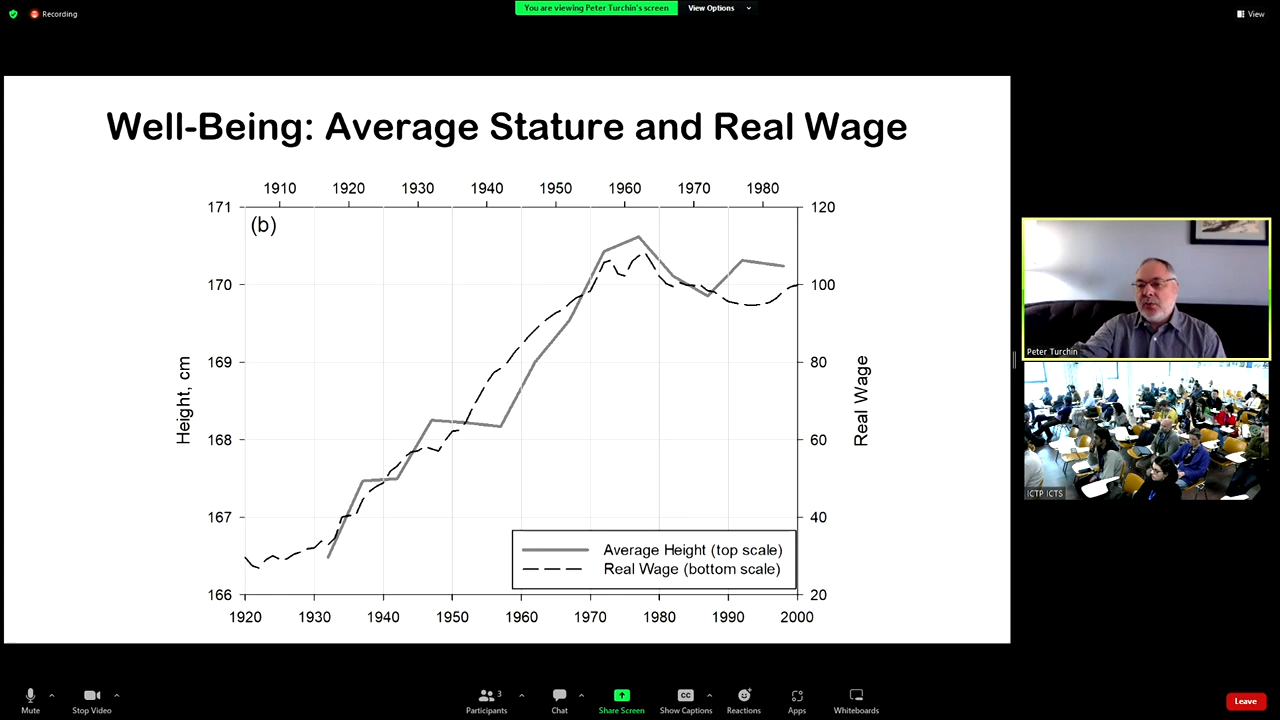 Recording
You are viewing Peter Turchin's screen
View Options
View
Well-Being: Average Stature and Real Wage
1910 1920 1930 1940 1950 1960 1970 1980
(b)
171
170
169
168
167
166
Height, cm
120
100
80
60
40
20
Real Wage
Average Height (top scale)
Real Wage (bottom scale)
1920 1930 1940 1950 1960 1970 1980 1990 2000
Peter Turchin
ICTP ICTS
Mute
Stop Video
3
Participants
Chat
Share Screen
CC
Show Captions
Reactions
Apps
Whiteboards
Leave